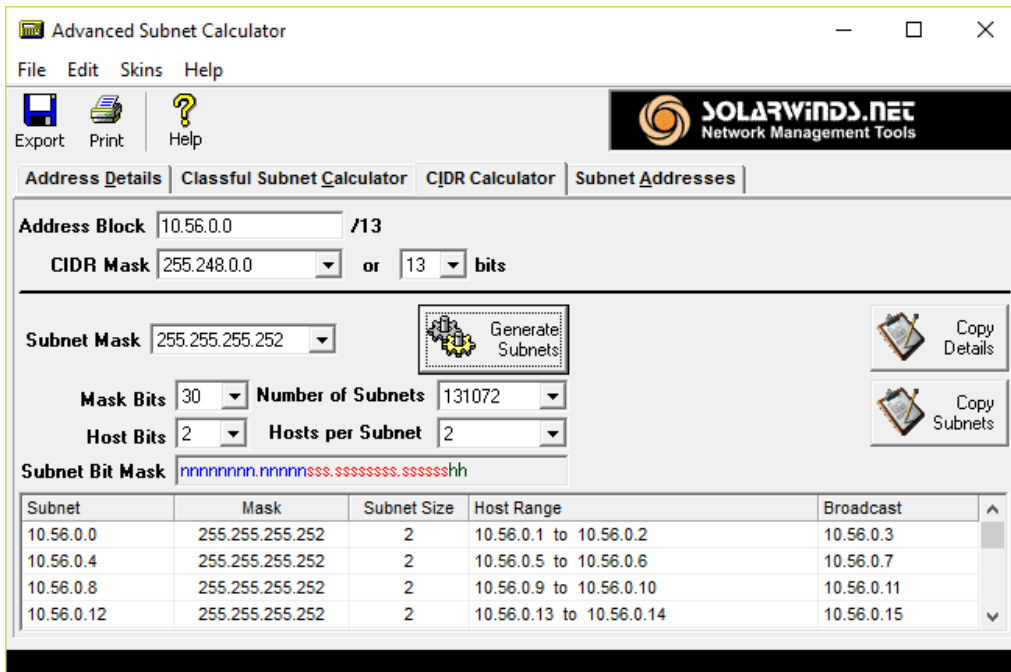 Advanced Subnet Calculator
File Edit Skins Help
Export Print Help
SOLARWINDS.NET
Network Management Tools
Address Details Classful Subnet Calculator CIDR Calculator Subnet Addresses
Address Block 10.56.0.0 /13
CIDR Mask 255.248.0.0 or 13 bits
Subnet Mask 255.255.255.252 Generate Subnets Copy Details
Mask Bits 30 Number of Subnets 131072 Copy Subnets
Host Bits 2 Hosts per Subnet 2
Subnet Bit Mask nnnnnnnn.nnnnnsss.ssssssss.sssssshh
Subnet Mask Subnet Size Host Range Broadcast
10.56.0.0 255.255.255.252 2 10.56.0.1 to 10.56.0.2 10.56.0.3
10.56.0.4 255.255.255.252 2 10.56.0.5 to 10.56.0.6 10.56.0.7
10.56.0.8 255.255.255.252 2 10.56.0.9 to 10.56.0.10 10.56.0.11
10.56.0.12 255.255.255.252 2 10.56.0.13 to 10.56.0.14 10.56.0.15